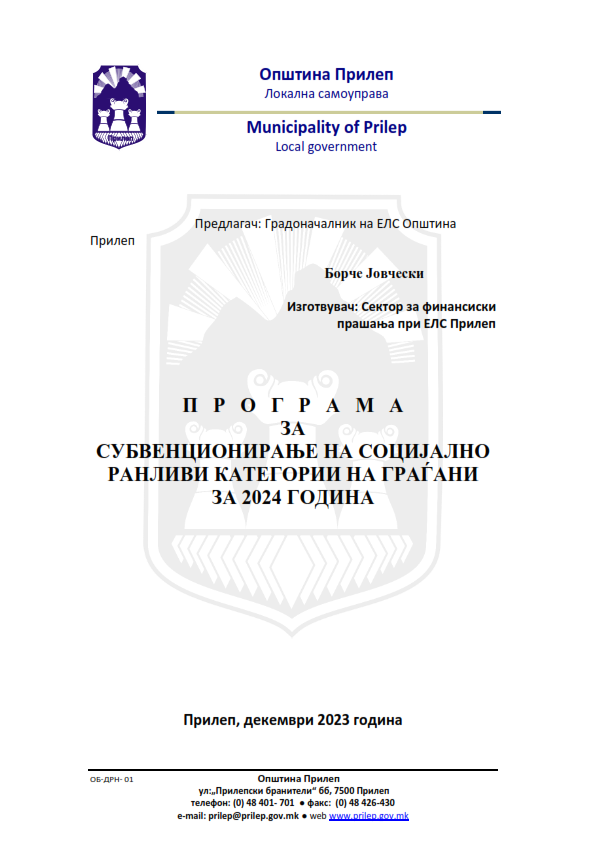 Општина Прилеп
Локална самоуправа
Municipality of Prilep
Local government
Прилеп
Предлагач: Градоначалник на ЕЛС Општина
Прилеп
Борче Јовчески
Изготвувач: Сектор за финансиски
прашања при ЕЛС Прилеп
П Р О Г Р А М А
ЗА
СУБВЕНЦИОНИРАЊЕ НА СОЦИЈАЛНО
РАНЛИВИ КАТЕГОРИИ НА ГРАЃАНИ
ЗА 2024 ГОДИНА
Прилеп, декември 2023 година
ОБ-ДРН- 01
Општина Прилеп
ул:„Прилепски бранители“ бб, 7500 Прилеп
телефон: (0) 48 401- 701 ● факс: (0) 48 426-430
e-mail: prilep@prilep.gov.mk ● web www.prilep.gov.mk